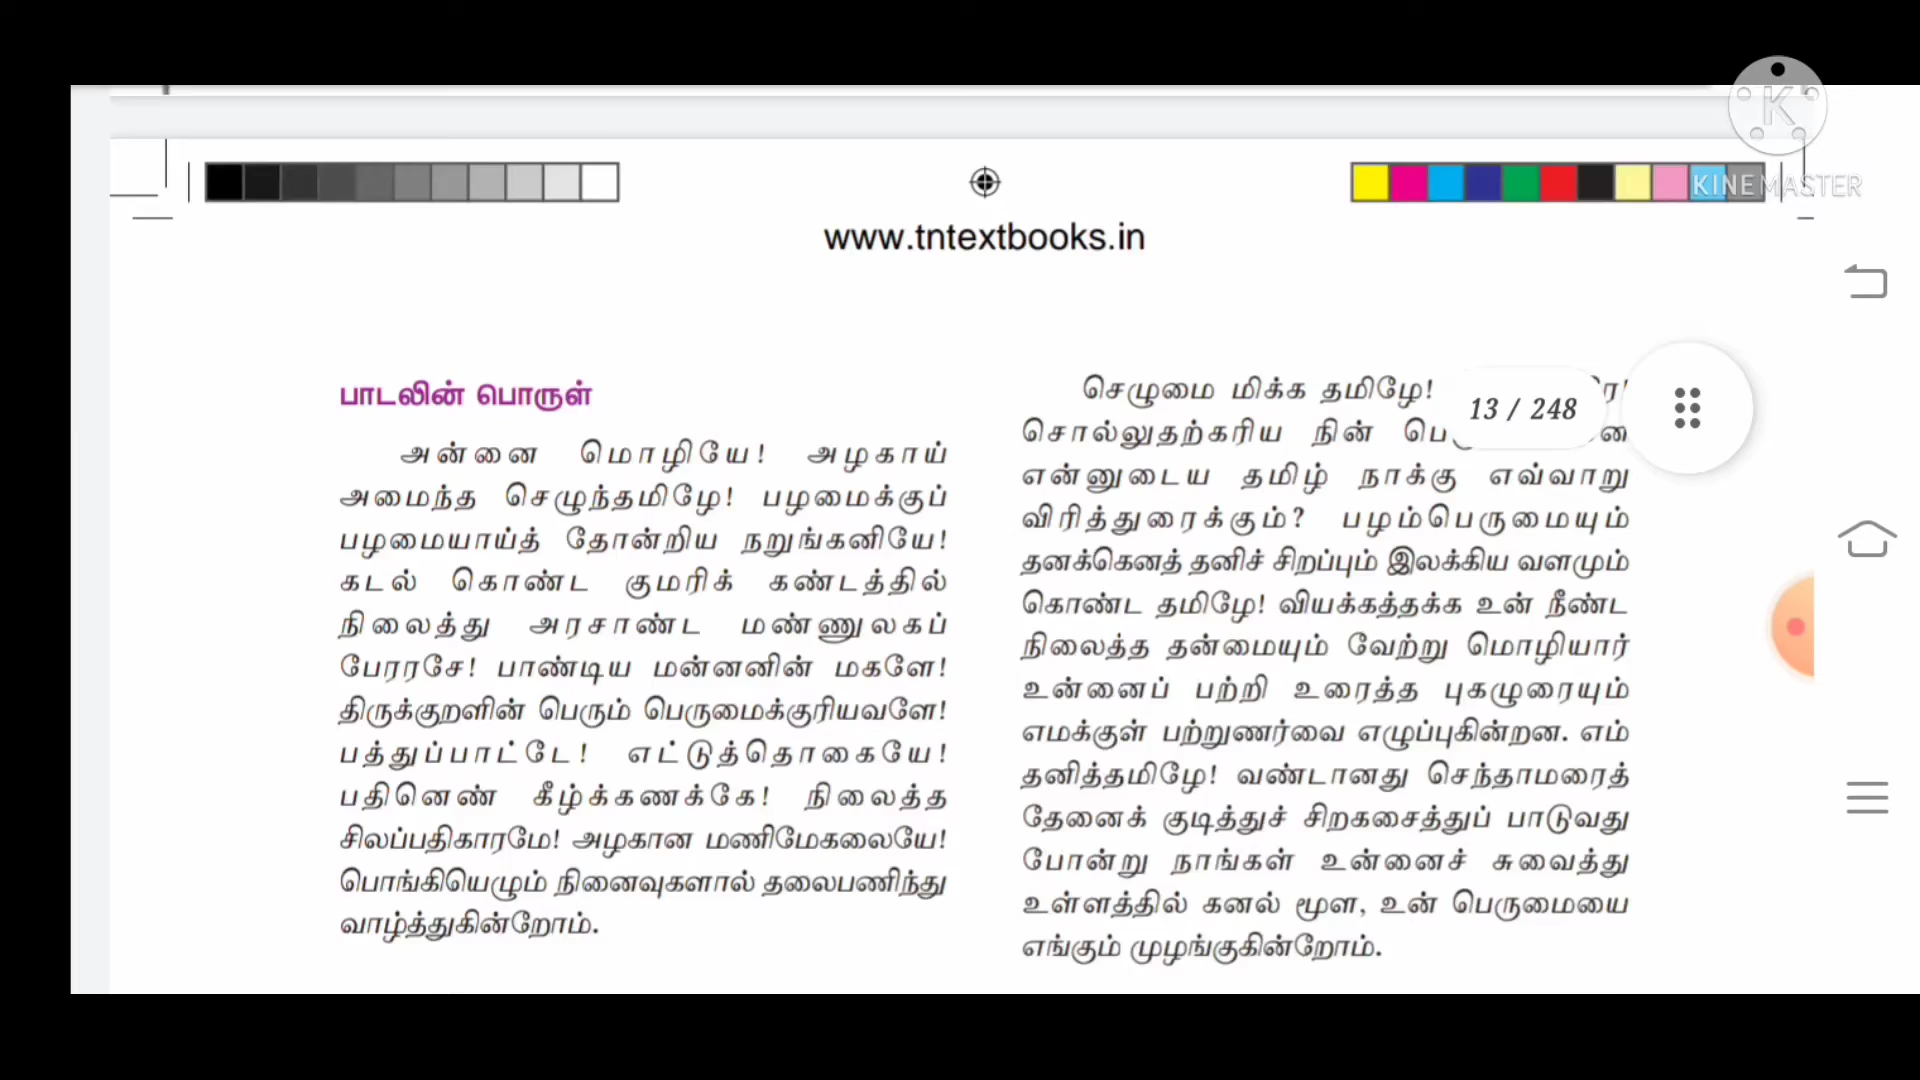 KINEMASTER
www.tntextbooks.in
பாடலின் பொருள்
அன்னை மொழியே! அழகாய்
அமைந்த செழுந்தமிழே! பழமைக்குப்
பழமையாய்த் தோன்றிய நறுங்கனியே!
கடல் கொண்ட குமரிக் கண்டத்தில்
நிலைத்து அரசாண்ட மண்ணுலகப்
பேரரசே! பாண்டிய மன்னனின் மகளே!
திருக்குறளின் பெரும் பெருமைக்குரியவளே!
பத்துப்பாட்டே! எட்டுத்தொகையே!
பதினெண் கீழ்க்கணக்கே! நிலைத்த
சிலப்பதிகாரமே! அழகான மணிமேகலையே!
பொங்கியெழும் நினைவுகளால் தலைபணிந்து
வாழ்த்துகின்றோம்.
செழுமை மிக்க தமிழே!
13 / 248
சொல்லுதற்கரிய நின்
என்னுடைய தமிழ் நாக்கு எவ்வாறு
விரித்துரைக்கும்? பழம்பெருமையும்
தனக்கெனத் தனிச் சிறப்பும் இலக்கிய வளமும்
கொண்ட தமிழே! வியக்கத்தக்க உன் நீண்ட
நிலைத்த தன்மையும் வேற்று மொழியார்
உன்னைப் பற்றி உரைத்த புகழுரையும்
எமக்குள் பற்றுணர்வை எழுப்புகின்றன. எம்
தனித்தமிழே! வண்டானது செந்தாமரைத்
தேனைக் குடித்துச் சிறகசைத்துப் பாடுவது
போன்று நாங்கள் உன்னைச் சுவைத்து
உள்ளத்தில் கனல் மூள, உன் பெருமையை
எங்கும் முழங்குகின்றோம்.